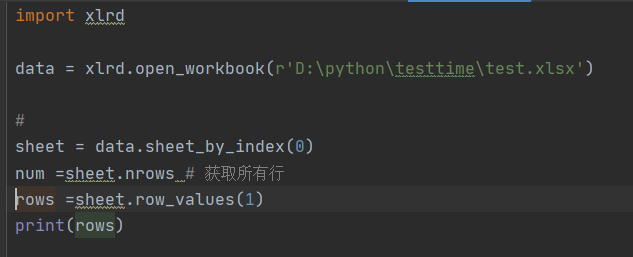 import xlrd
data = xlrd.open_workbook(r'D:\python\testtime\test.xlsx')
#
sheet = data.sheet_by_index(0)
num =sheet.nrows # 获取所有行
rows =sheet.row_values(1)
print(rows)